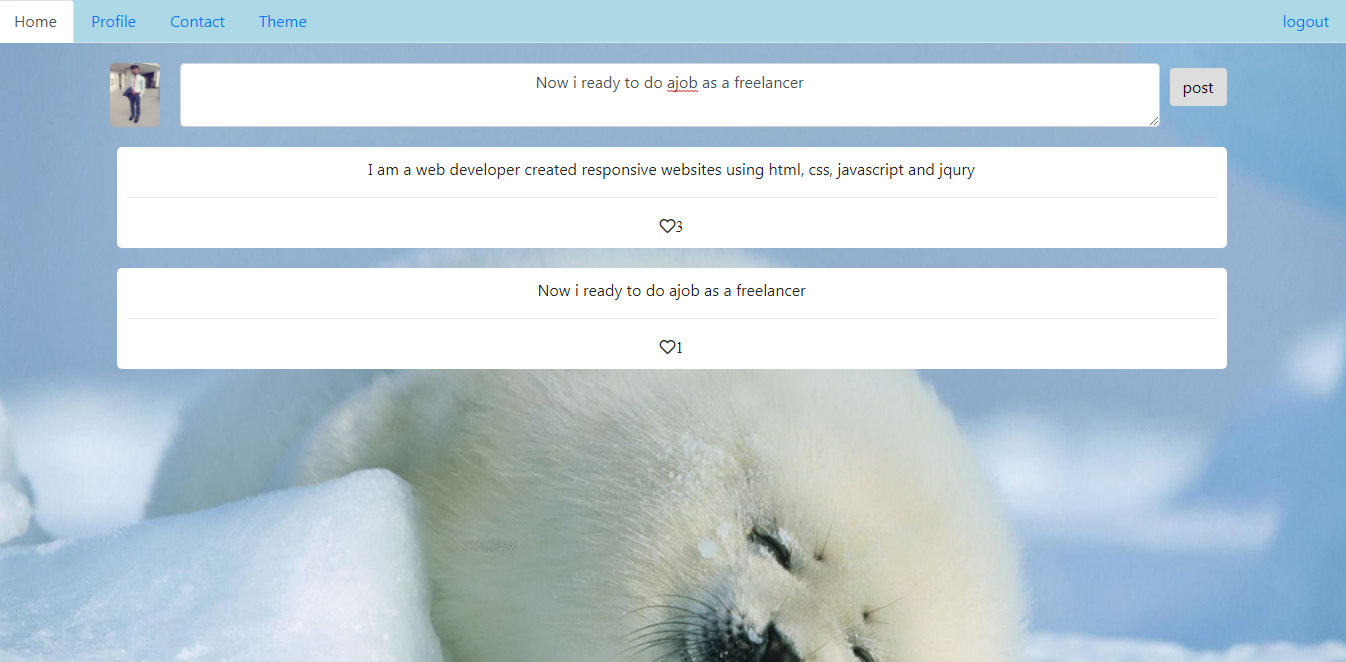 Home Profile Contact Theme logout
Now i ready to do ajob as a freelancer
post
I am a web developer created responsive websites using html, css, javascript and jqury
3
Now i ready to do ajob as a freelancer
1